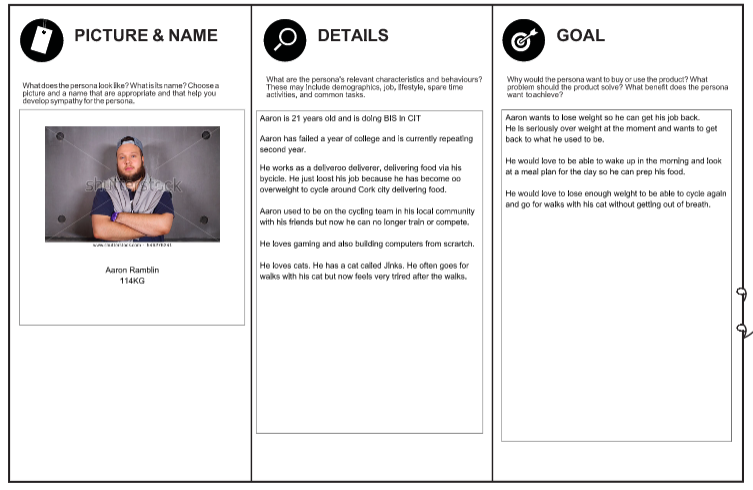 PICTURE & NAME
What does the persona look like? What is its name? Choose a
picture and a name that are appropriate and that help you
develop sympathy for the persona.
shutterstock
Aaron Ramblin
114KG
DETAILS
What are the persona's relevant characteristics and behaviours?
These may include demographics, job, lifestyle, spare time
activities, and common tasks.
Aaron is 21 years old and is doing BIS in CIT
Aaron has failed a year of college and is currently repeating
second year.
He works as a deliveroo deliverer, delivering food via his
bycicle. He just loost his job because he has become oo
overweight to cycle around Cork city delivering food.
Aaron used to be on the cycling team in his local community
with his friends but now he can no longer train or compete.
He loves gaming and also building computers from scrartch.
He loves cats. He has a cat called Jinks. He often goes for
walks with his cat but now feels very trired after the walks.
GOAL
Why would the persona want to buy or use the product? What
problem should the product solve? What benefit does the persona
want toachieve?
Aaron wants to lose weight so he can get his job back.
He is seriously over weight at the moment and wants to get
back to what he used to be.
He would love to be able to wake up in the morning and look
at a meal plan for the day so he can prep his food.
He would love to lose enough weight to be able to cycle again
and go for walks with his cat without getting out of breath.